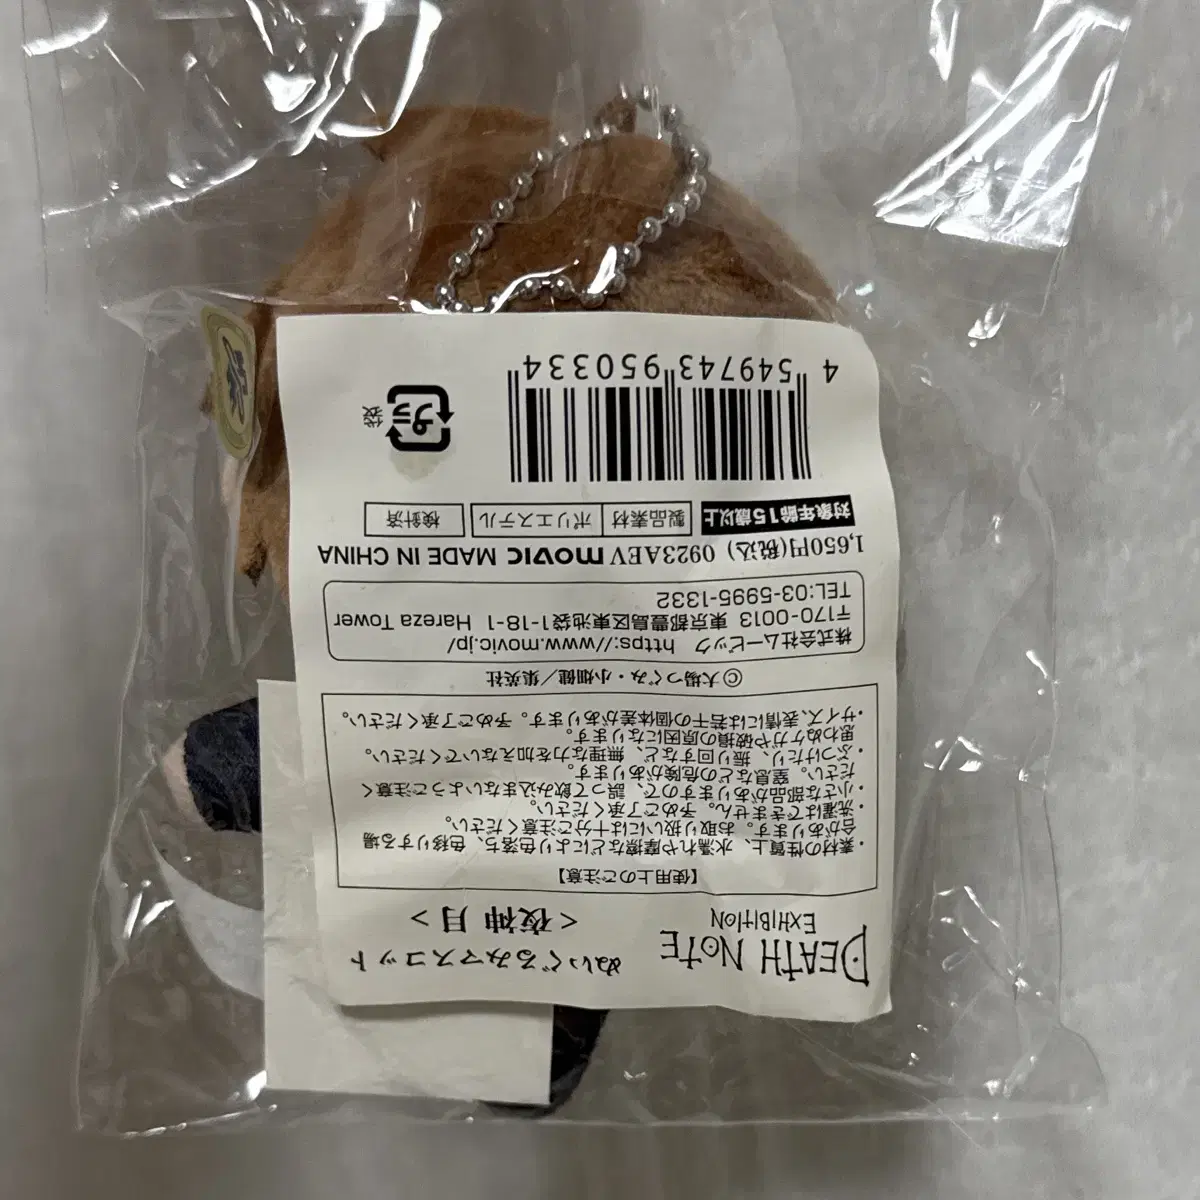 DEATH NOTE
EXHIBITION
ぬいぐるみマスコット
＜夜神 月＞
【使用上のご注意】
・素材の性質上、水濡れや摩擦などにより色落ち、色移りする場
合があります。お取り扱いには十分ご注意ください。
・洗濯はできません。予めご了承ください。
・小さな部品がありますので、誤って飲み込まないようご注意く
ださい。窒息などの危険があります。
・ぶつけたり、振り回すなど、無理な力を加えないでください。
思わぬケガや破損の原因になります。
・サイズ、表情には若干の個体差があります。予めご了承ください。
©大場つぐみ・小畑健／集英社
株式会社ムービック https://www.movic.jp/
〒170-0013 東京都豊島区東池袋1-18-1 Hareza Tower
TEL:03-5995-1332
1,650円(税込) 0923AEV movic MADE IN CHINA
対象年齢15歳以上 製品素材 ポリエステル 検針済
4 549743 950334
プラ
袋